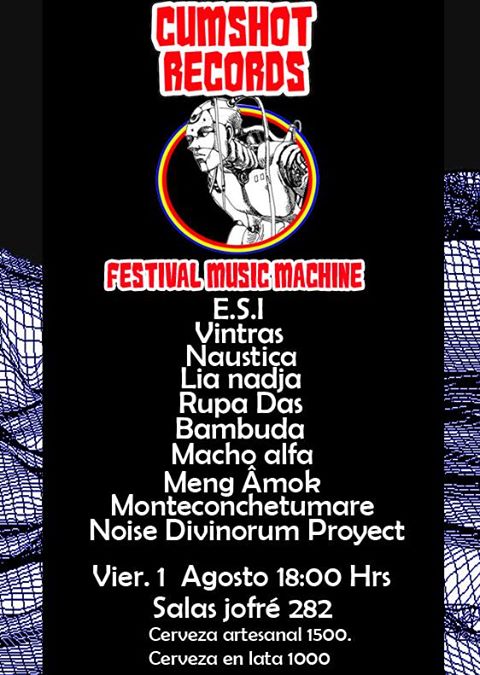 CUMSHOT
RECORDS
FESTIVAL MUSIC MACHINE
E.S.I
Vintras
Naustica
Lia nadja
Rupa Das
Bambuda
Macho alfa
Meng Âmok
Monteconchetumare
Noise Divinorum Proyect
Vier. 1 Agosto 18:00 Hrs
Salas jofré 282
Cerveza artesanal 1500.
Cerveza en lata 1000